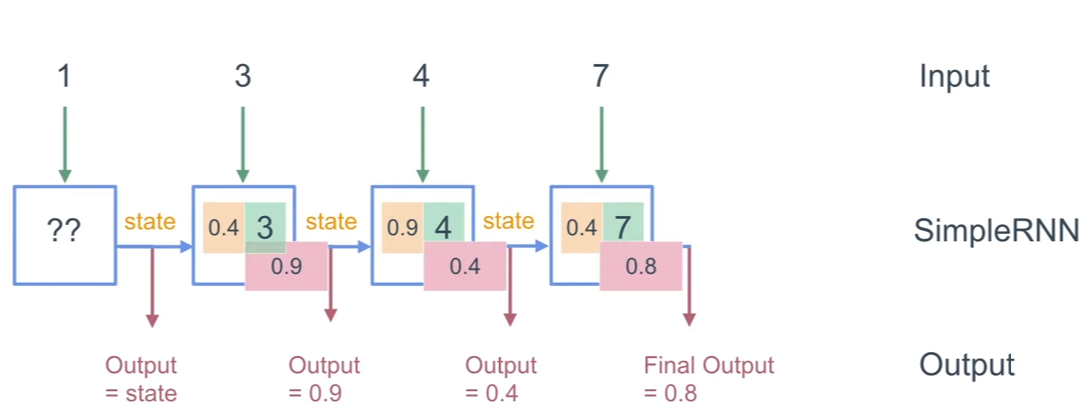 1 3 4 7 Input
?? state 0.4 3 state 0.9 4 state 0.4 7 SimpleRNN
0.9 0.4 0.8
Output Output Output Final Output Output
= state = 0.9 = 0.4 = 0.8